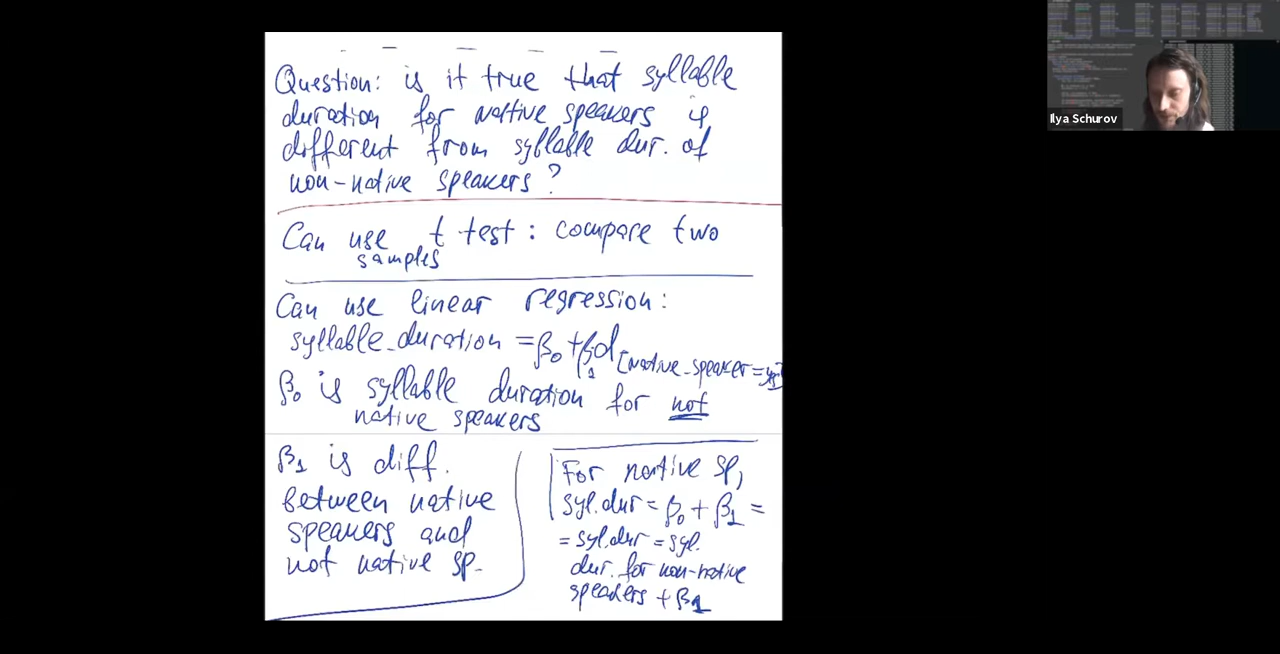 Question: is it true that syllable
duration for native speakers is
different from syllable dur. of
non-native speakers?
Can use t test: compare two
samples
Can use linear regression:
syllable_duration = β₀ + β₁d[native_speaker=yes]
β₀ is syllable duration for not
native speakers
β₁ is diff.
between native
speakers and
not native sp.
For native sp,
syl.dur = β₀ + β₁ =
= syl.dur = syl.
dur. for non-native
speakers + β₁
Ilya Schurov